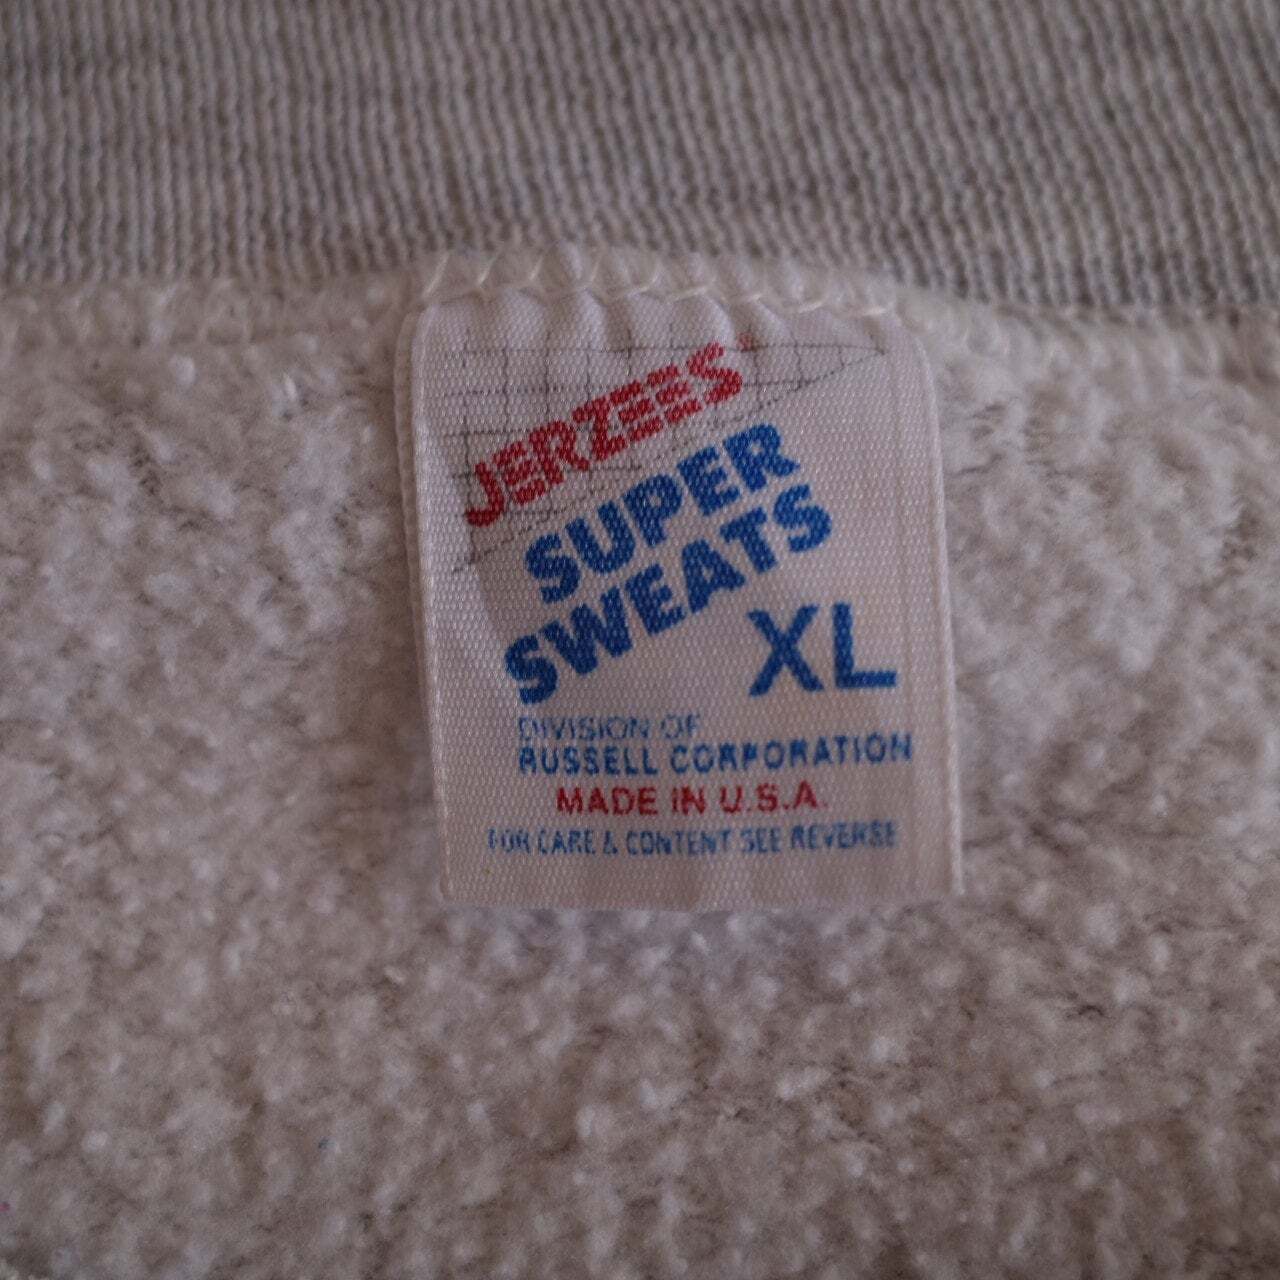 JERZEES®
SUPER
SWEATS
XL
DIVISION OF
RUSSELL CORPORATION
MADE IN U.S.A.
FOR CARE & CONTENT SEE REVERSE